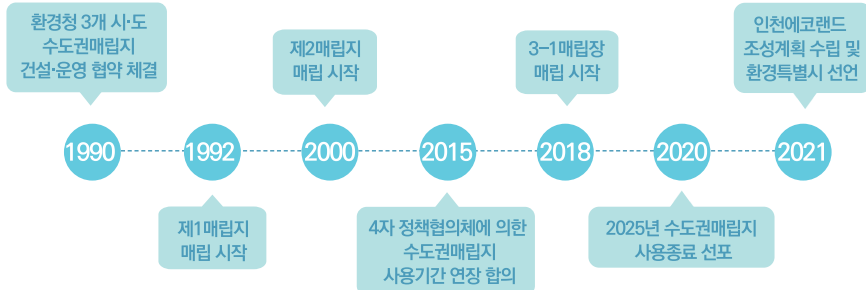 환경청 3개 시·도
수도권매립지
건설·운영 협약 체결
제2매립지
매립 시작
3-1매립장
매립 시작
인천에코랜드
조성계획 수립 및
환경특별시 선언
1990
1992
2000
2015
2018
2020
2021
제1매립지
매립 시작
4자 정책협의체에 의한
수도권매립지
사용기간 연장 합의
2025년 수도권매립지
사용종료 선포